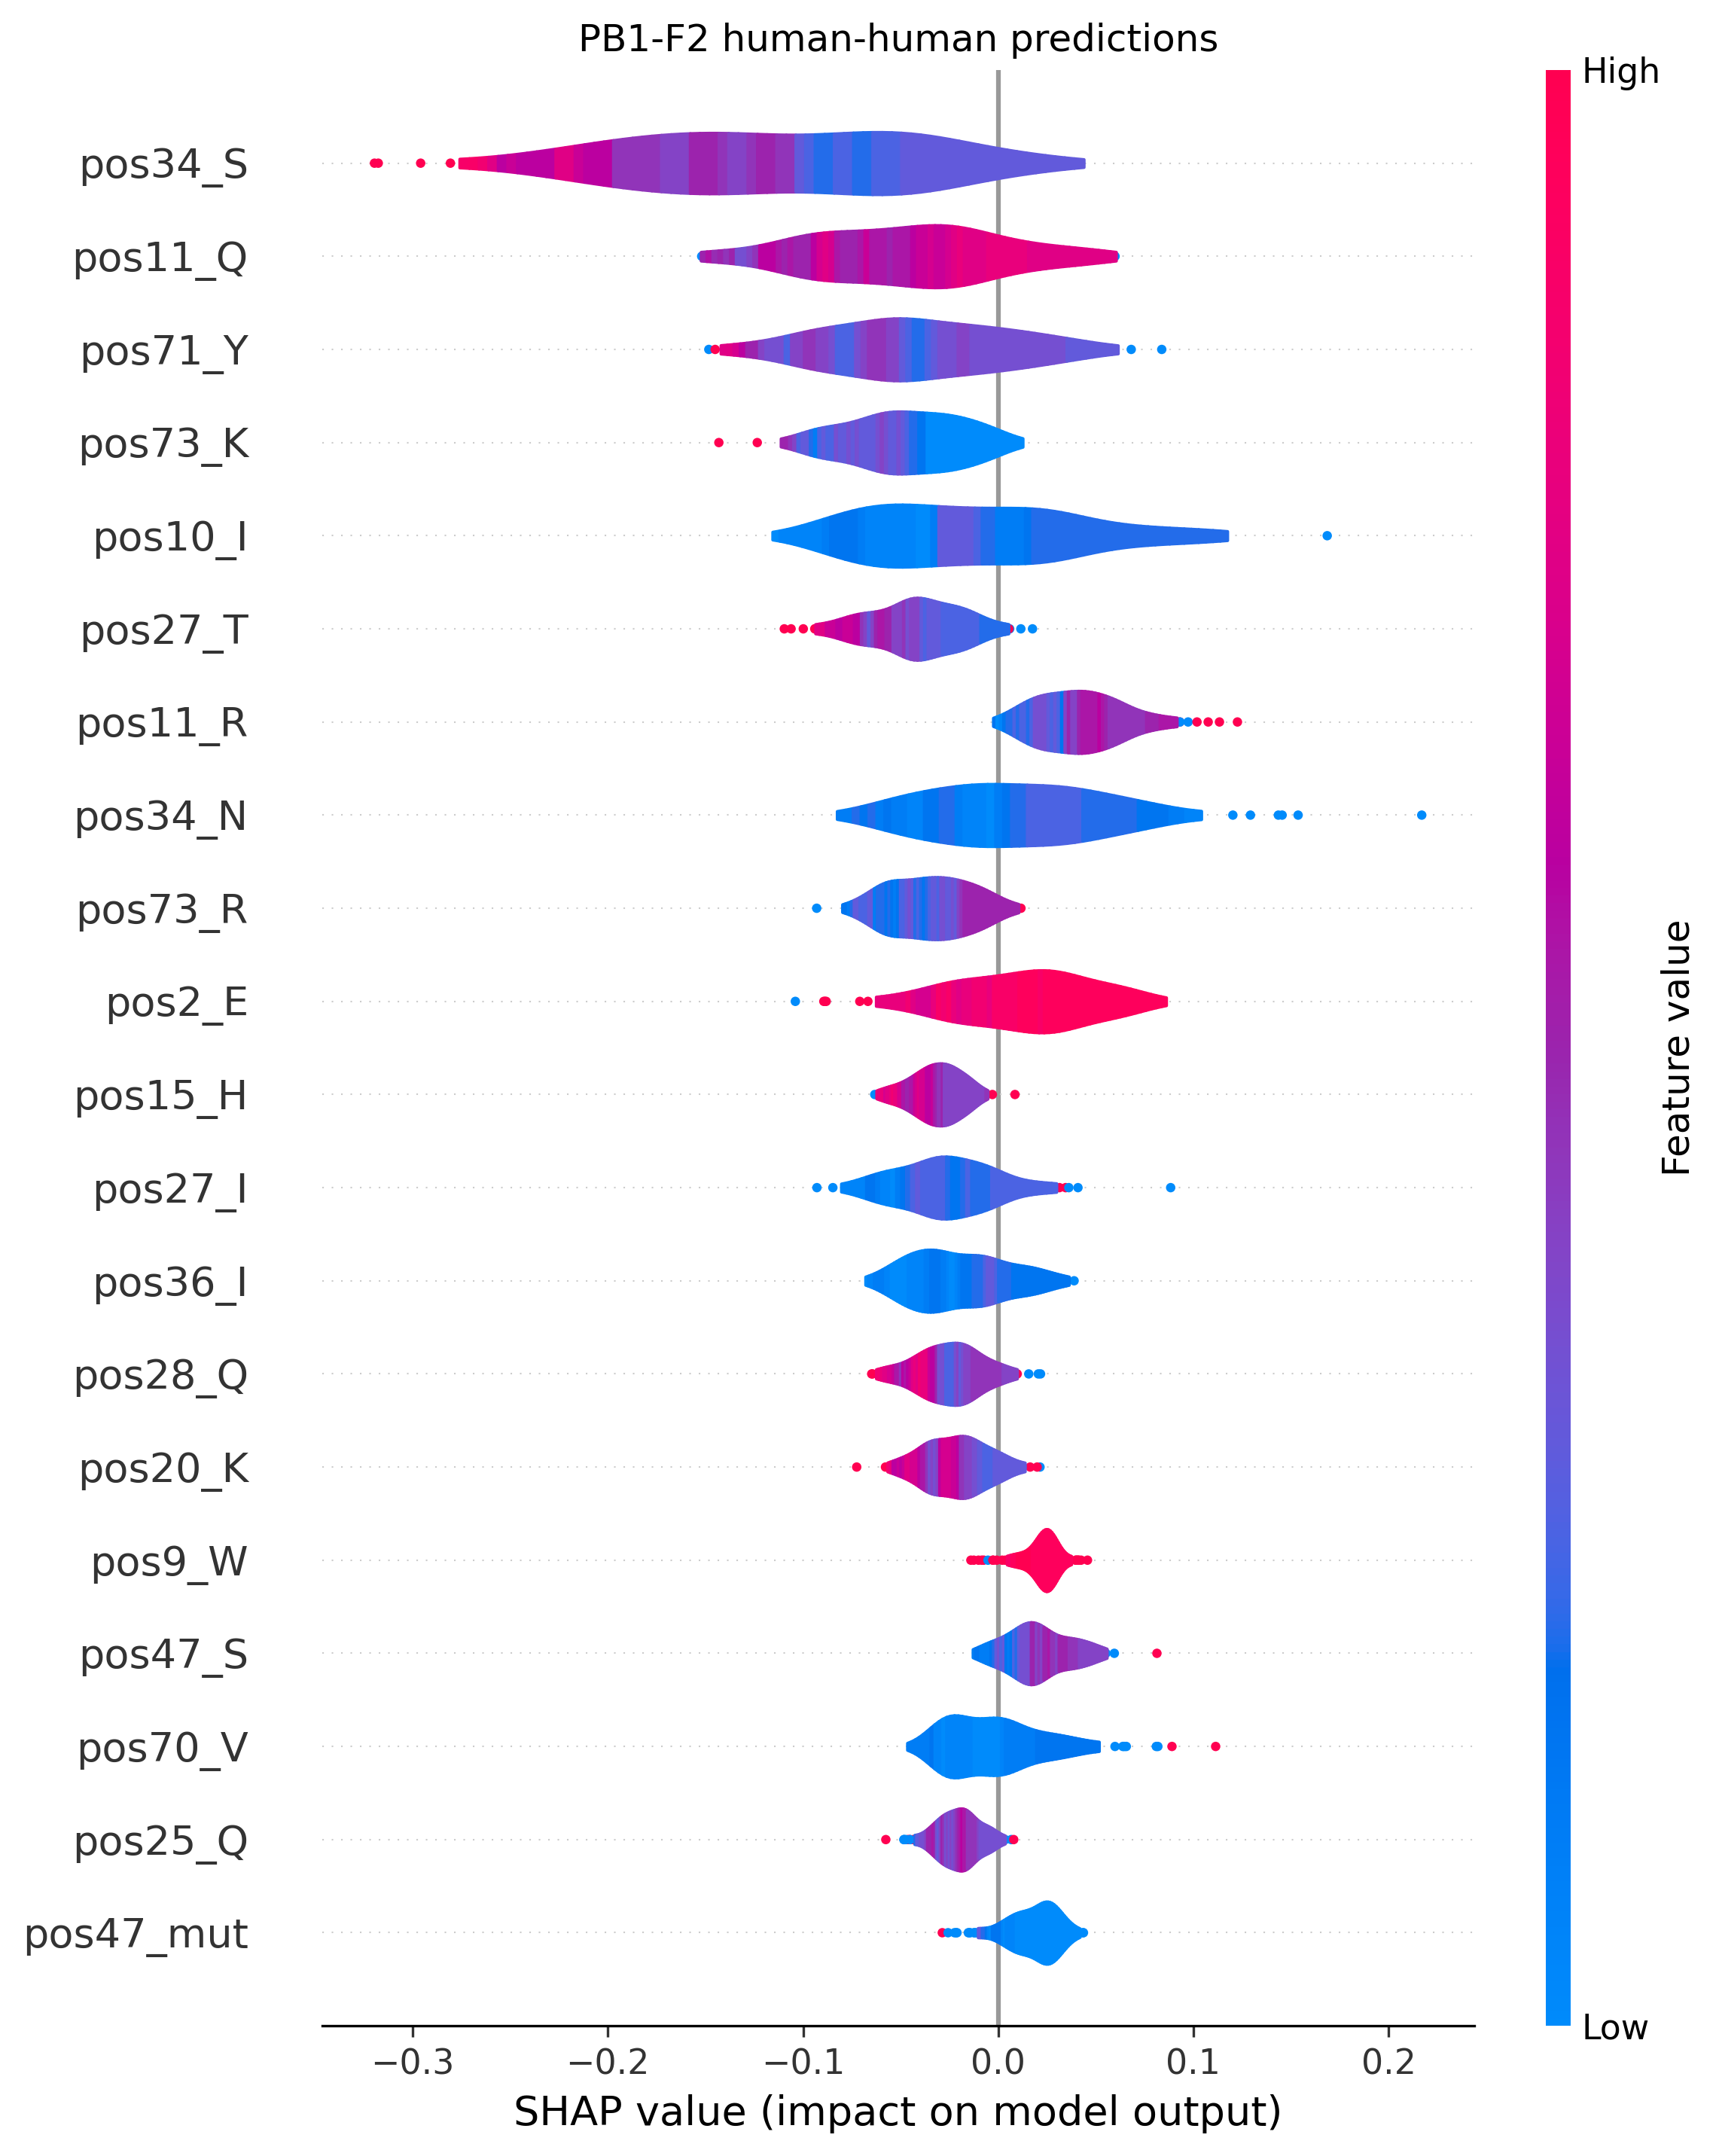 PB1-F2 human-human predictions
High
pos34_S
pos11_Q
pos71_Y
pos73_K
pos10_I
pos27_T
pos11_R
pos34_N
pos73_R
pos2_E
pos15_H
pos27_I
pos36_I
pos28_Q
pos20_K
pos9_W
pos47_S
pos70_V
pos25_Q
pos47_mut
Feature value
Low
−0.3 −0.2 −0.1 0.0 0.1 0.2
SHAP value (impact on model output)